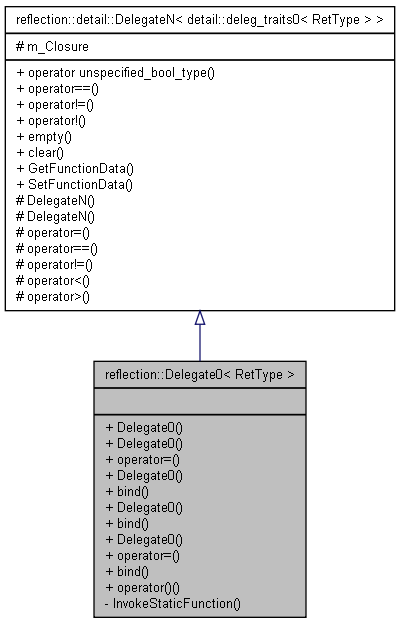 reflection::detail::DelegateN< detail::deleg_traits0< RetType > >
# m_Closure
+ operator unspecified_bool_type()
+ operator==()
+ operator!=()
+ operator!()
+ empty()
+ clear()
+ GetFunctionData()
+ SetFunctionData()
# DelegateN()
# DelegateN()
# operator=()
# operator==()
# operator!=()
# operator<()
# operator>()
reflection::Delegate0< RetType >
+ Delegate0()
+ Delegate0()
+ operator=()
+ Delegate0()
+ bind()
+ Delegate0()
+ bind()
+ Delegate0()
+ operator=()
+ bind()
+ operator()()
- InvokeStaticFunction()